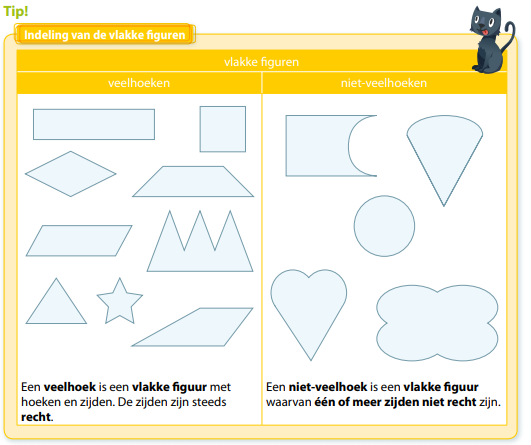 Tip!
Indeling van de vlakke figuren
vlakke figuren
veelhoeken
niet-veelhoeken
Een veelhoek is een vlakke figuur met
hoeken en zijden. De zijden zijn steeds
recht.
Een niet-veelhoek is een vlakke figuur
waarvan één of meer zijden niet recht zijn.